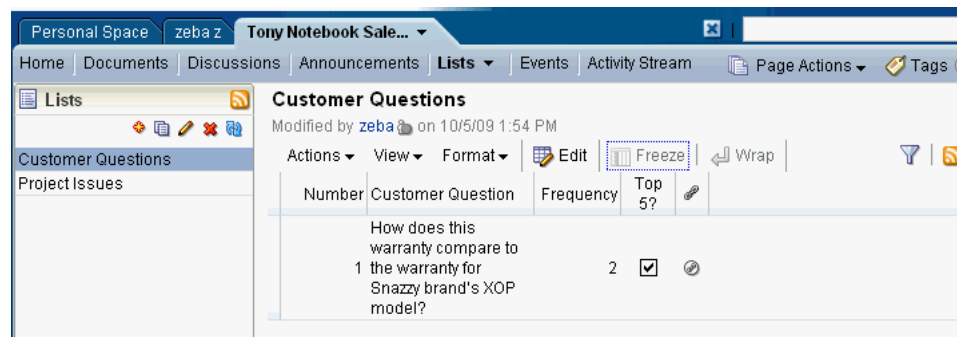 Personal Space zeba z Tony Notebook Sale...
Home Documents Discussions Announcements Lists Events Activity Stream Page Actions Tags
Lists
Customer Questions
Project Issues
Customer Questions
Modified by zeba on 10/5/09 1:54 PM
Actions View Format Edit Freeze Wrap
Number Customer Question Frequency Top
5?
How does this
warranty compare to
1 the warranty for 2
Snazzy brand's XOP
model?